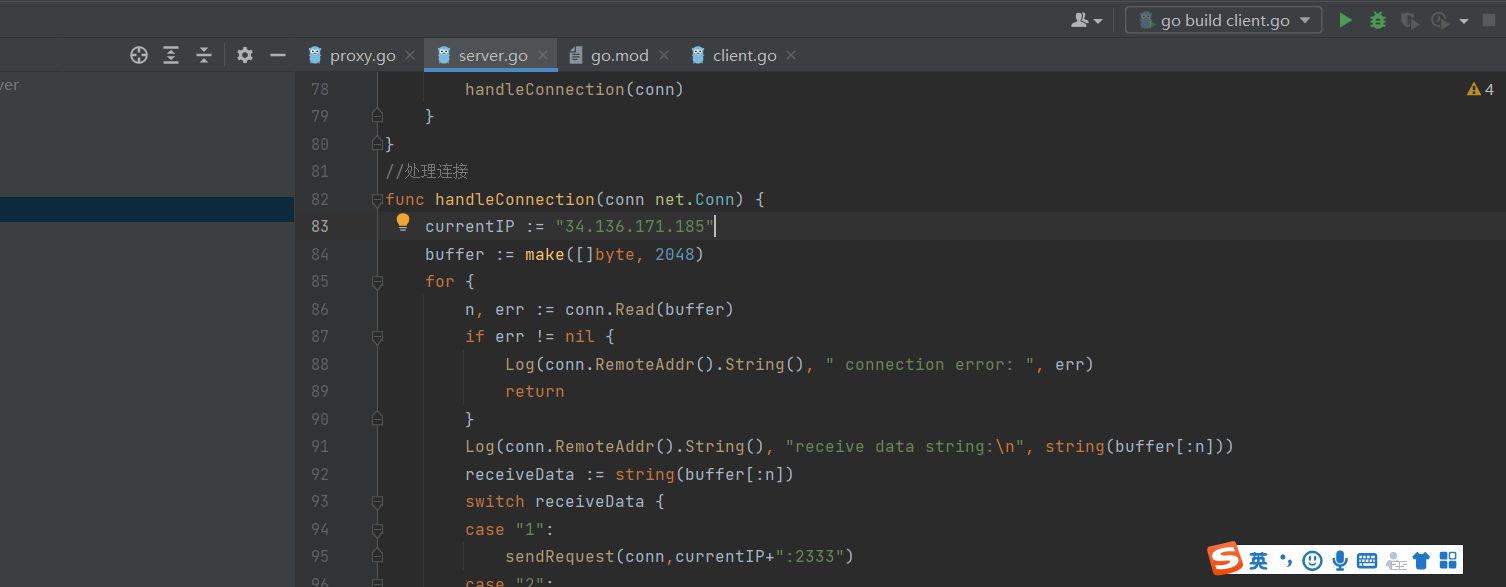 go build client.go
proxy.go server.go go.mod client.go
ver
78 handleConnection(conn)
4
79 }
80 }
81 //处理连接
82 func handleConnection(conn net.Conn) {
83 currentIP := "34.136.171.185"
84 buffer := make([]byte, 2048)
85 for {
86 n, err := conn.Read(buffer)
87 if err != nil {
88 Log(conn.RemoteAddr().String(), " connection error: ", err)
89 return
90 }
91 Log(conn.RemoteAddr().String(), "receive data string:\n", string(buffer[:n]))
92 receiveData := string(buffer[:n])
93 switch receiveData {
94 case "1":
95 sendRequest(conn,currentIP+":2333")
96 case "2":
S 英